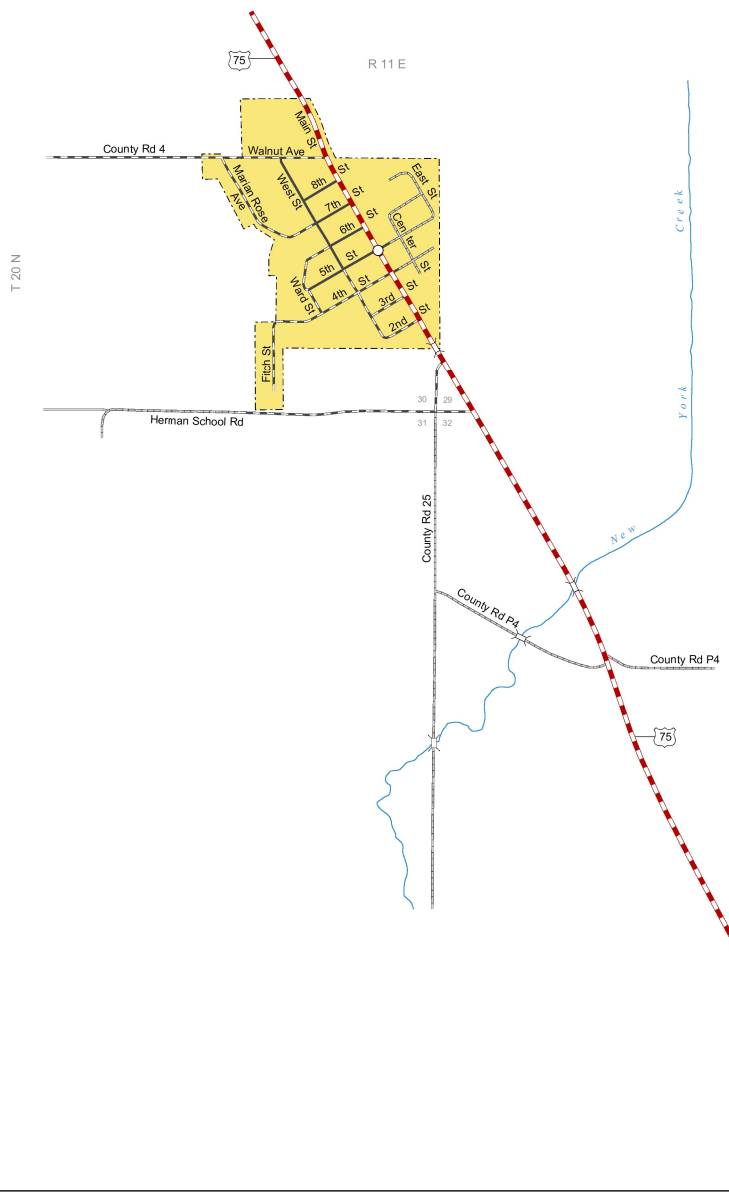 75
R 11 E
Main St
County Rd 4
Walnut Ave
Marian Rose Ave
West St
8th St
7th St
6th St
5th St
4th St
3rd St
2nd St
East St
Center St
Ward St
Fitch St
T 20 N
30 29
31 32
Herman School Rd
County Rd 25
New York Creek
County Rd P4
County Rd P4
75